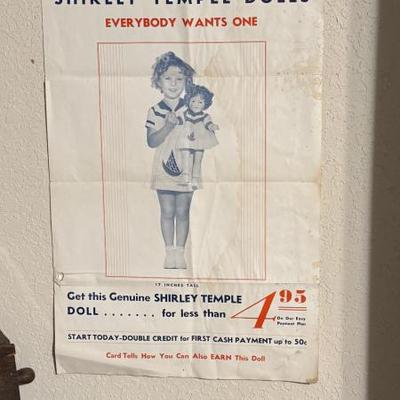 SHIRLEY TEMPLE DOLLS
EVERYBODY WANTS ONE
17 INCHES TALL
Get this Genuine SHIRLEY TEMPLE
DOLL . . . . . . . for less than 4 95
On Our Easy
Payment Plan
START TODAY-DOUBLE CREDIT for FIRST CASH PAYMENT up to 50¢
Card Tells How You Can Also EARN This Doll